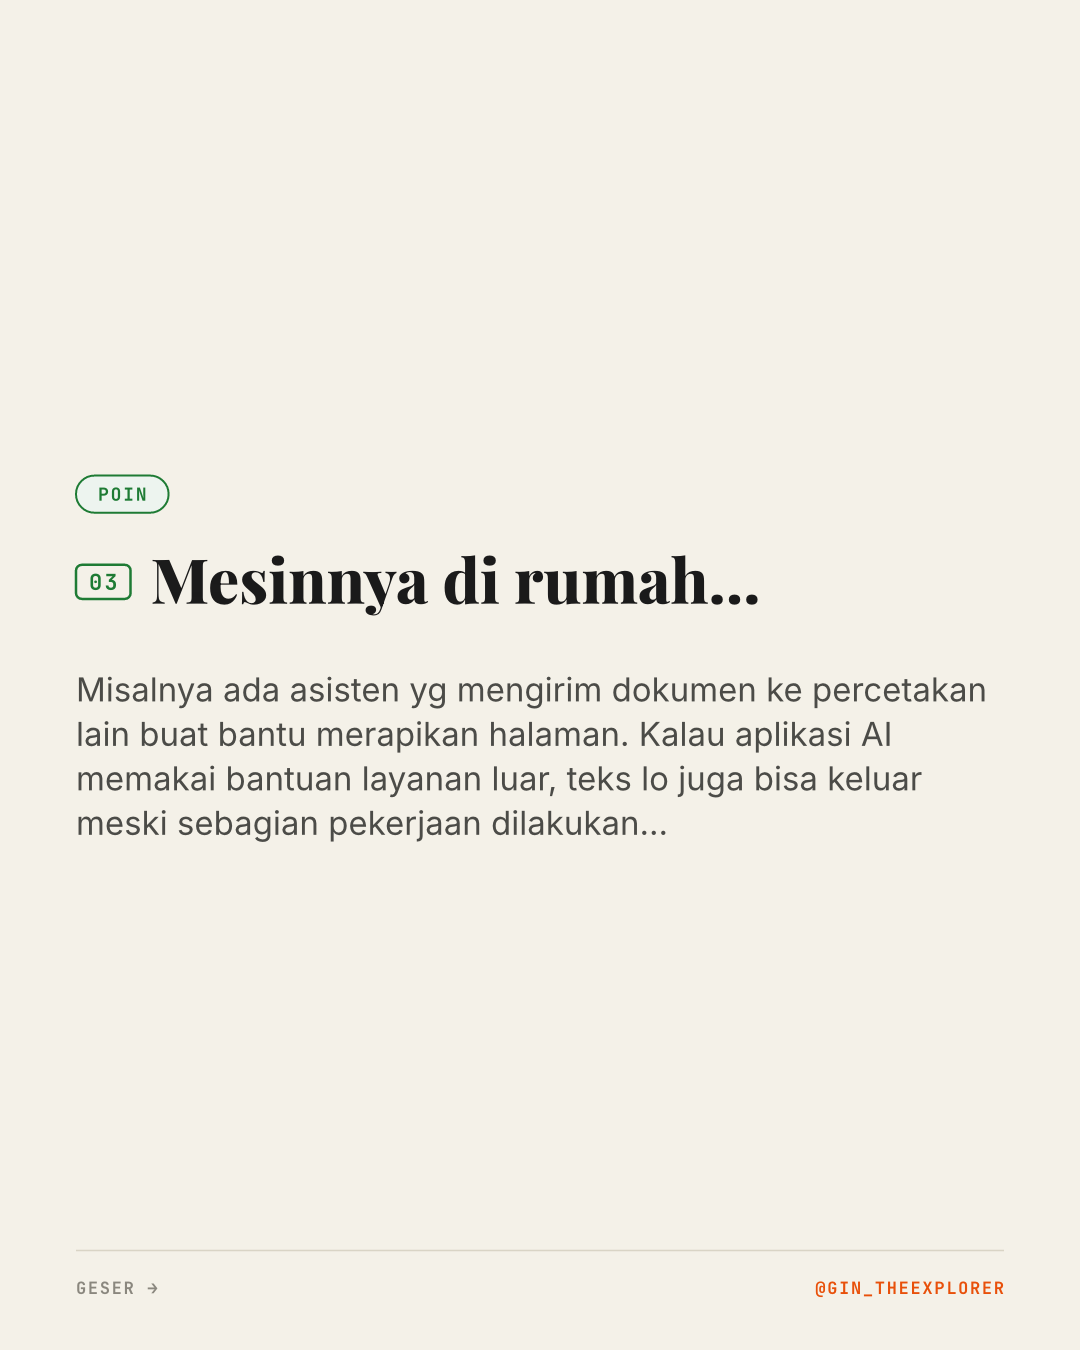 POIN
03 Mesinnya di rumah...
Misalnya ada asisten yg mengirim dokumen ke percetakan
lain buat bantu merapikan halaman. Kalau aplikasi AI
memakai bantuan layanan luar, teks lo juga bisa keluar
meski sebagian pekerjaan dilakukan...
GESER →
@GIN_THEEXPLORER